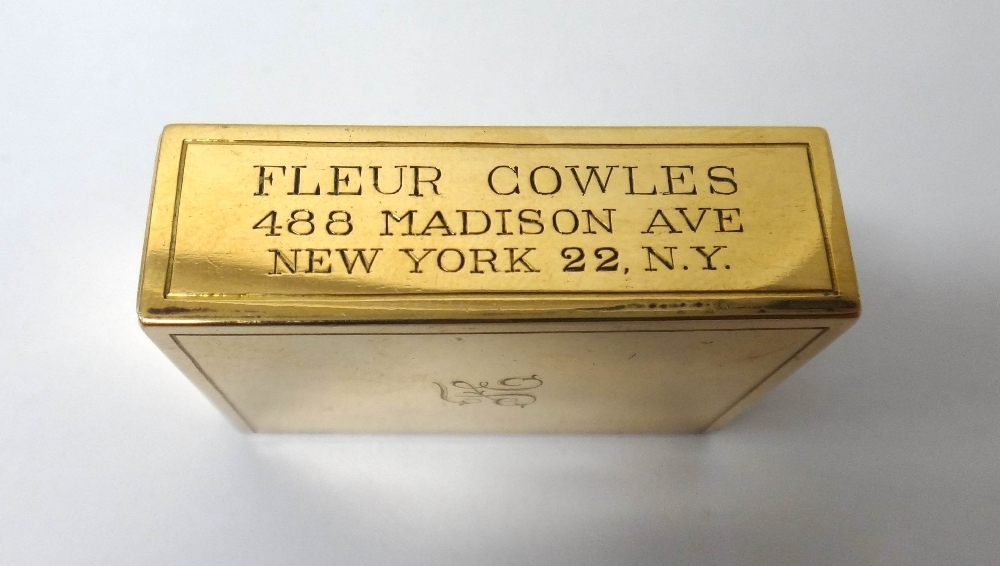 FLEUR COWLES
488 MADISON AVE
NEW YORK 22, N.Y.